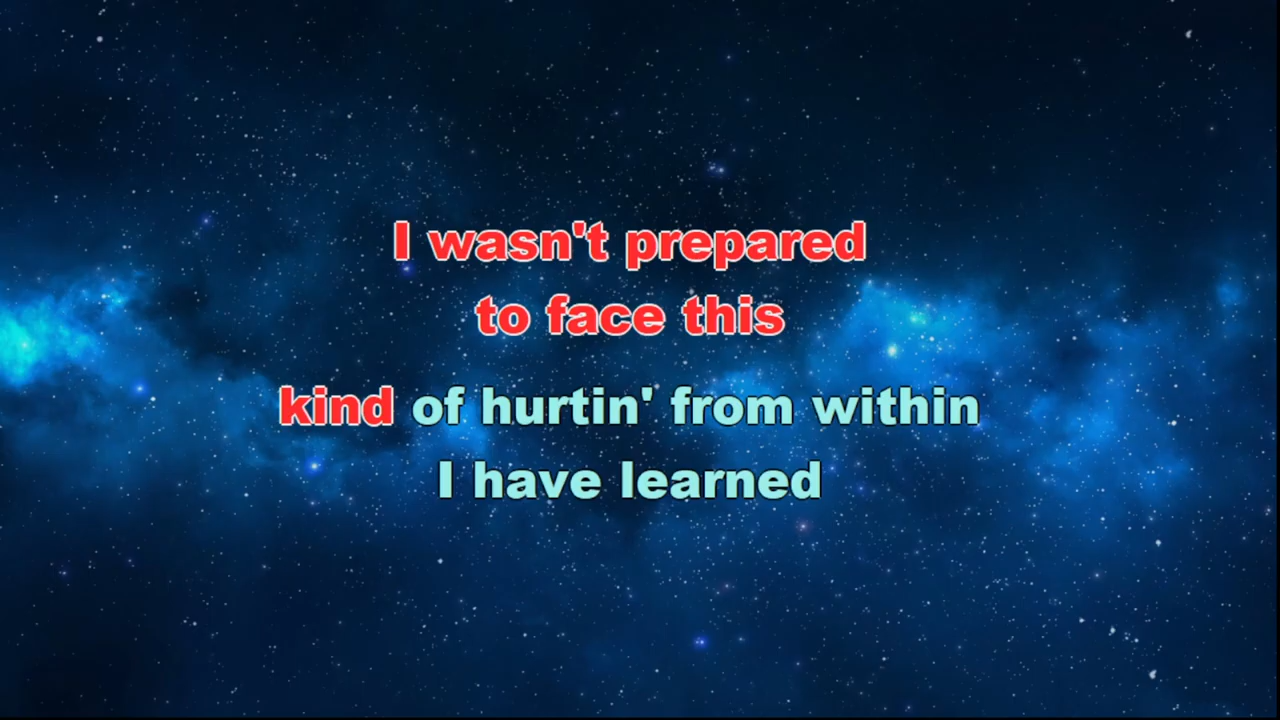 I wasn't prepared
to face this
kind of hurtin' from within
I have learned